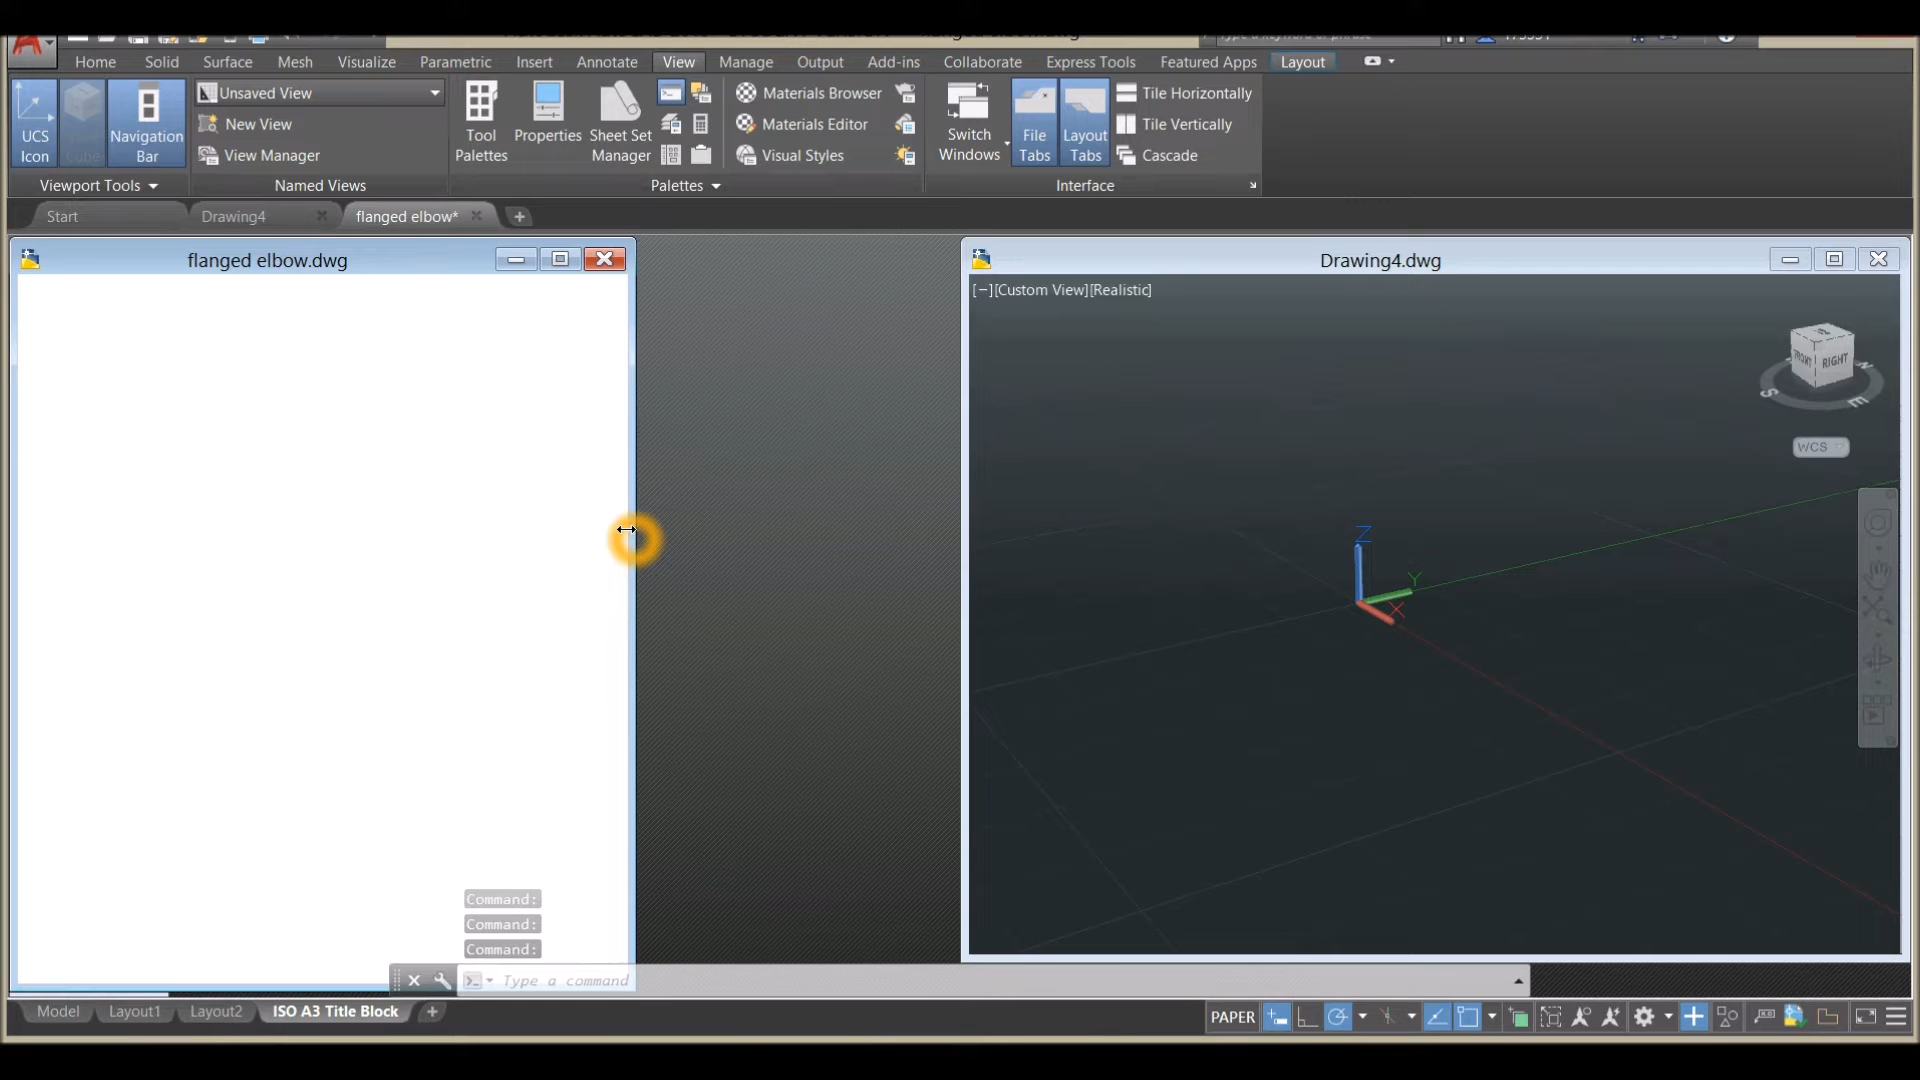 Home Solid Surface Mesh Visualize Parametric Insert Annotate View Manage Output Add-ins Collaborate Express Tools Featured Apps Layout
UCS
Icon
Navigation
Bar
Viewport Tools
Unsaved View
New View
View Manager
Named Views
Tool
Palettes
Properties
Sheet Set
Manager
Materials Browser
Materials Editor
Visual Styles
Palettes
Switch
Windows
File
Tabs
Layout
Tabs
Tile Horizontally
Tile Vertically
Cascade
Interface
Start Drawing4 flanged elbow*
flanged elbow.dwg
Drawing4.dwg
[−][Custom View][Realistic]
FRONT RIGHT
S E
WCS
Z
Y
X
Command:
Command:
Command:
Type a command
Model Layout1 Layout2 ISO A3 Title Block
PAPER